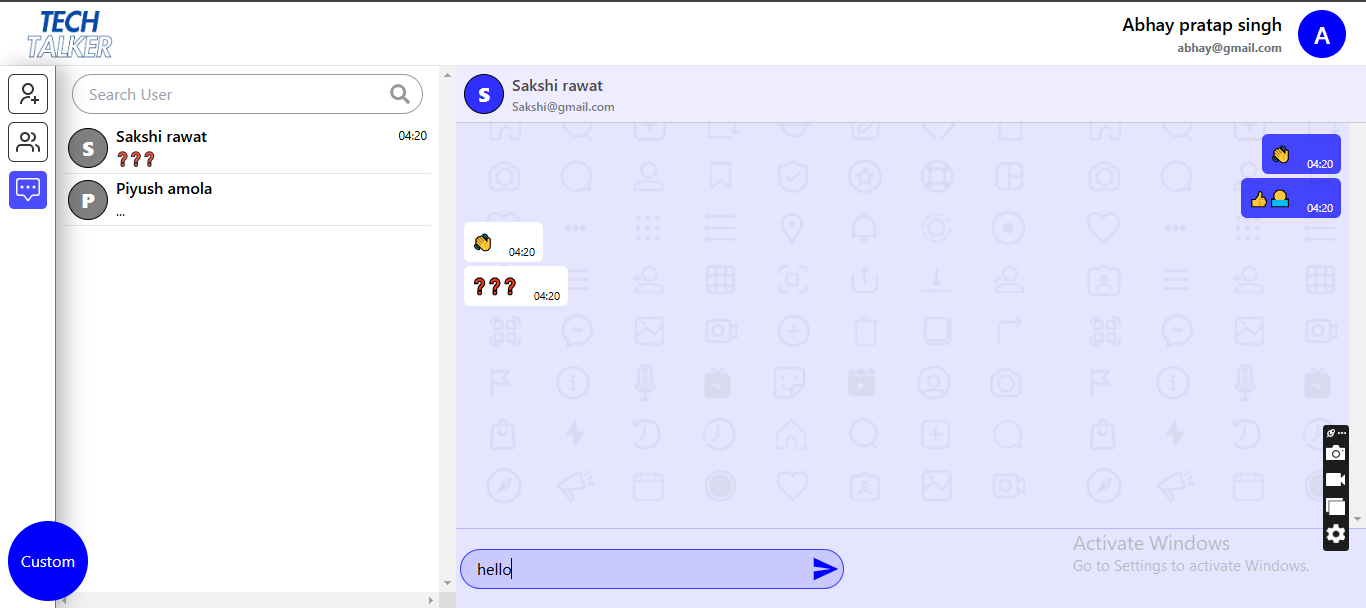 TECH
TALKER
Abhay pratap singh
abhay@gmail.com
A
Search User
S
Sakshi rawat
04:20
❓❓❓
P
Piyush amola
...
Custom
S
Sakshi rawat
Sakshi@gmail.com
👋 04:20
04:20
👋 04:20
❓❓❓ 04:20
hello
Activate Windows
Go to Settings to activate Windows.